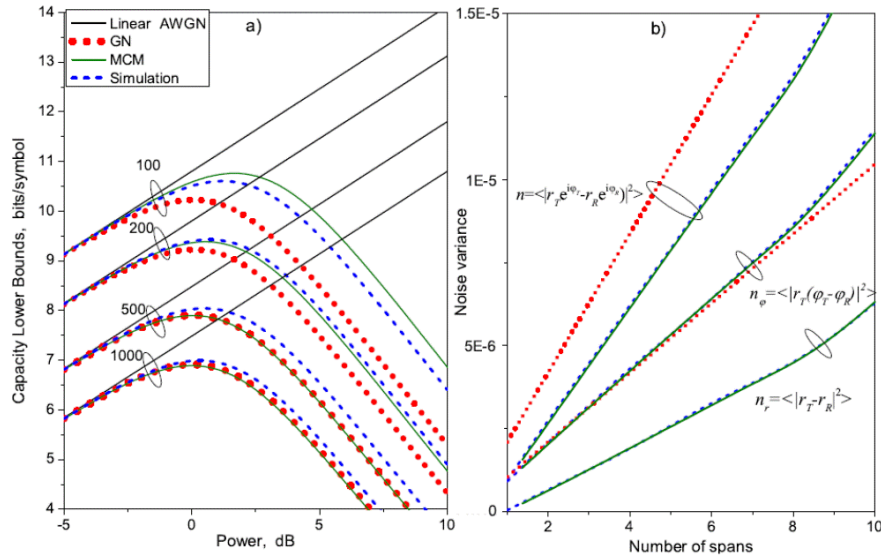 Linear AWGN
GN
MCM
Simulation
a)
100
200
500
1000
Capacity Lower Bounds, bits/symbol
14
13
12
11
10
9
8
7
6
5
4
-5
0
5
10
Power, dB
b)
n=<|r_T e^{iφ_T}-r_R e^{iφ_R})|²>
n_φ=<|r_T(φ_T-φ_R)|²>
n_r=<|r_T-r_R|²>
Noise variance
1.5E-5
1E-5
5E-6
0
2
4
6
8
10
Number of spans